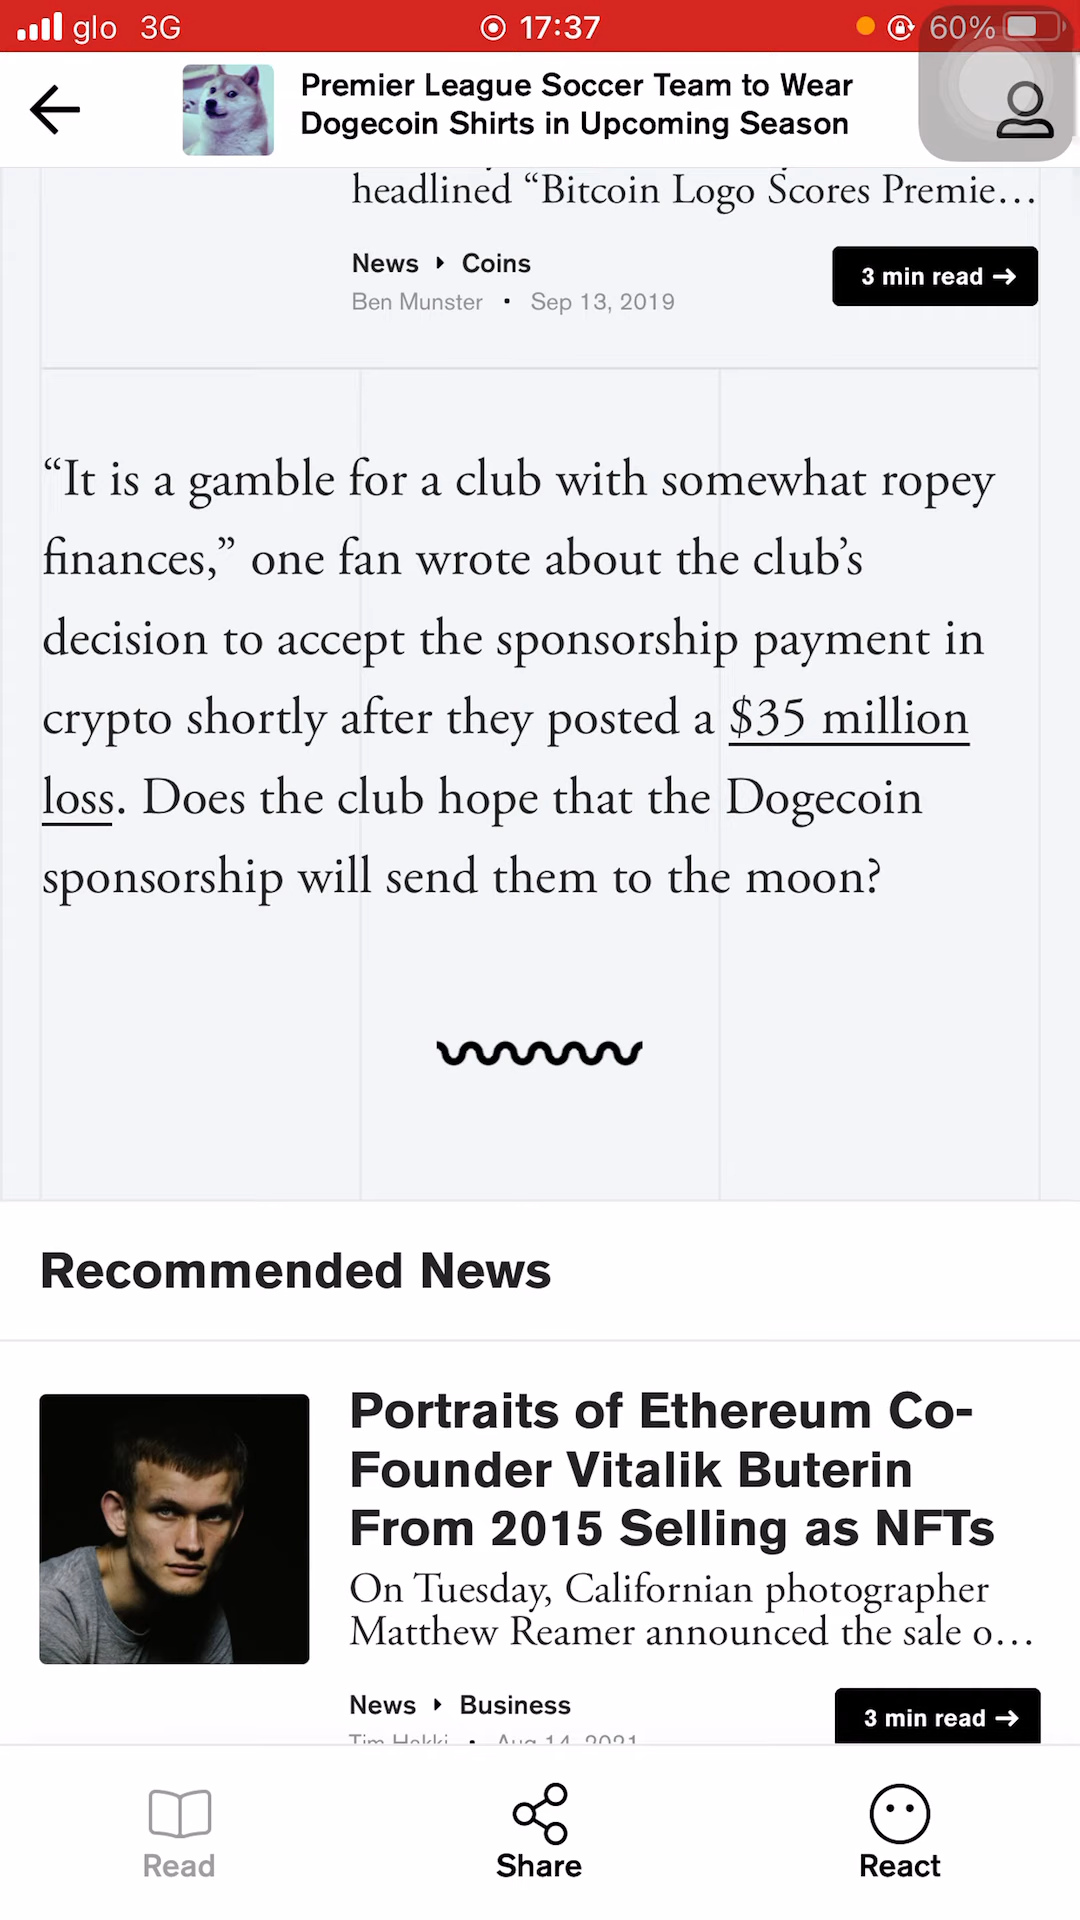 glo 3G 17:37 60%
Premier League Soccer Team to Wear
Dogecoin Shirts in Upcoming Season
headlined “Bitcoin Logo Scores Premie...
News ▸ Coins
3 min read →
Ben Munster • Sep 13, 2019
“It is a gamble for a club with somewhat ropey
finances,” one fan wrote about the club’s
decision to accept the sponsorship payment in
crypto shortly after they posted a $35 million
loss. Does the club hope that the Dogecoin
sponsorship will send them to the moon?
Recommended News
Portraits of Ethereum Co-
Founder Vitalik Buterin
From 2015 Selling as NFTs
On Tuesday, Californian photographer
Matthew Reamer announced the sale o...
News ▸ Business
3 min read →
Tim Hakki • Aug 14, 2021
Read
Share
React